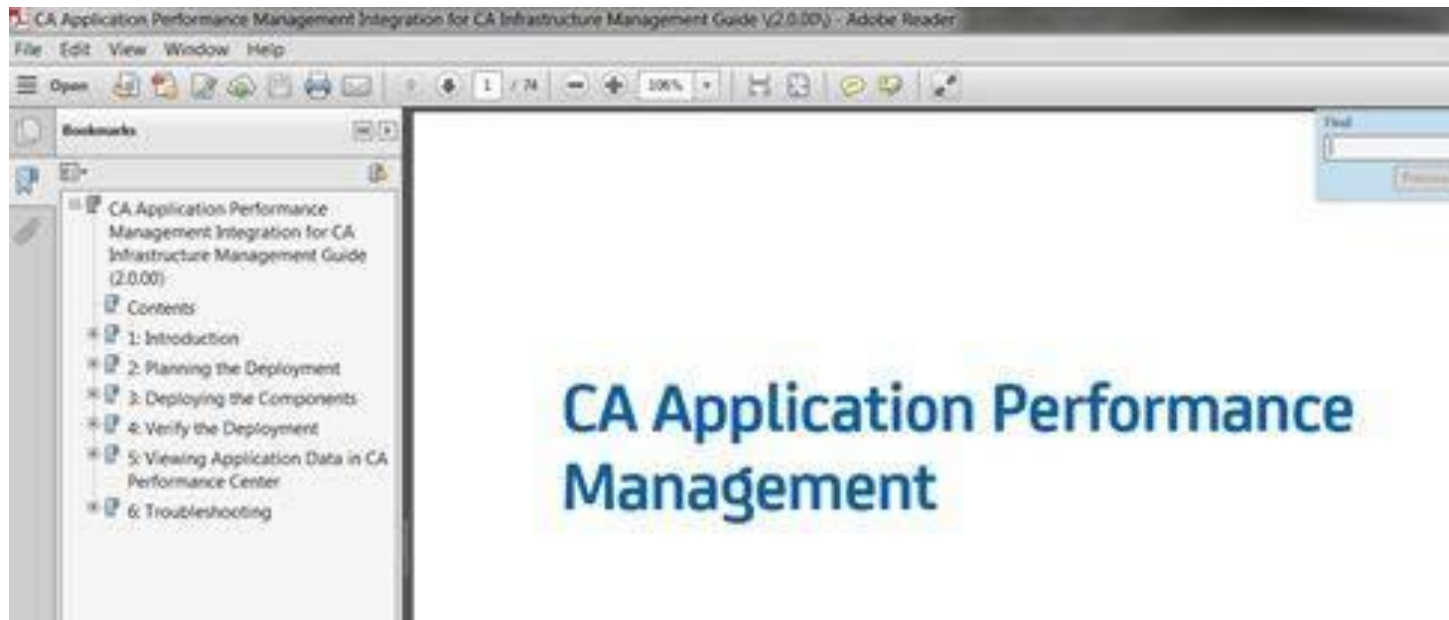 CA Application Performance Management Integration for CA Infrastructure Management Guide \(2.0.00\) - Adobe Reader
File Edit View Window Help
Open 1 / 74 106%
Bookmarks
Find
CA Application Performance
Management Integration for CA
Infrastructure Management Guide
(2.0.00)
Contents
1: Introduction
2: Planning the Deployment
3: Deploying the Components
4: Verify the Deployment
5: Viewing Application Data in CA
Performance Center
6: Troubleshooting
CA Application Performance
Management